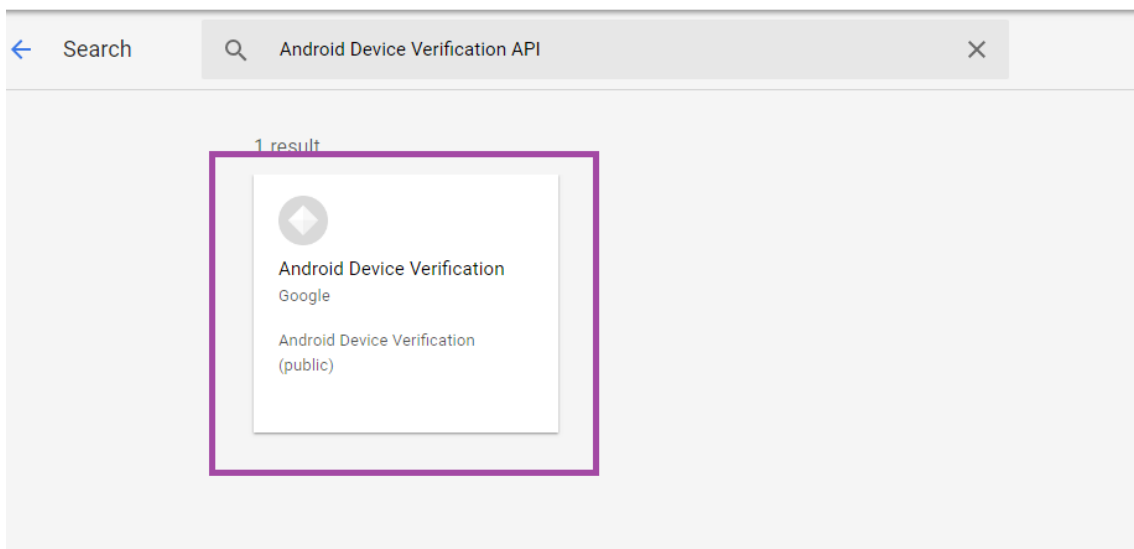 Search
Android Device Verification API
1 result
Android Device Verification
Google
Android Device Verification
(public)